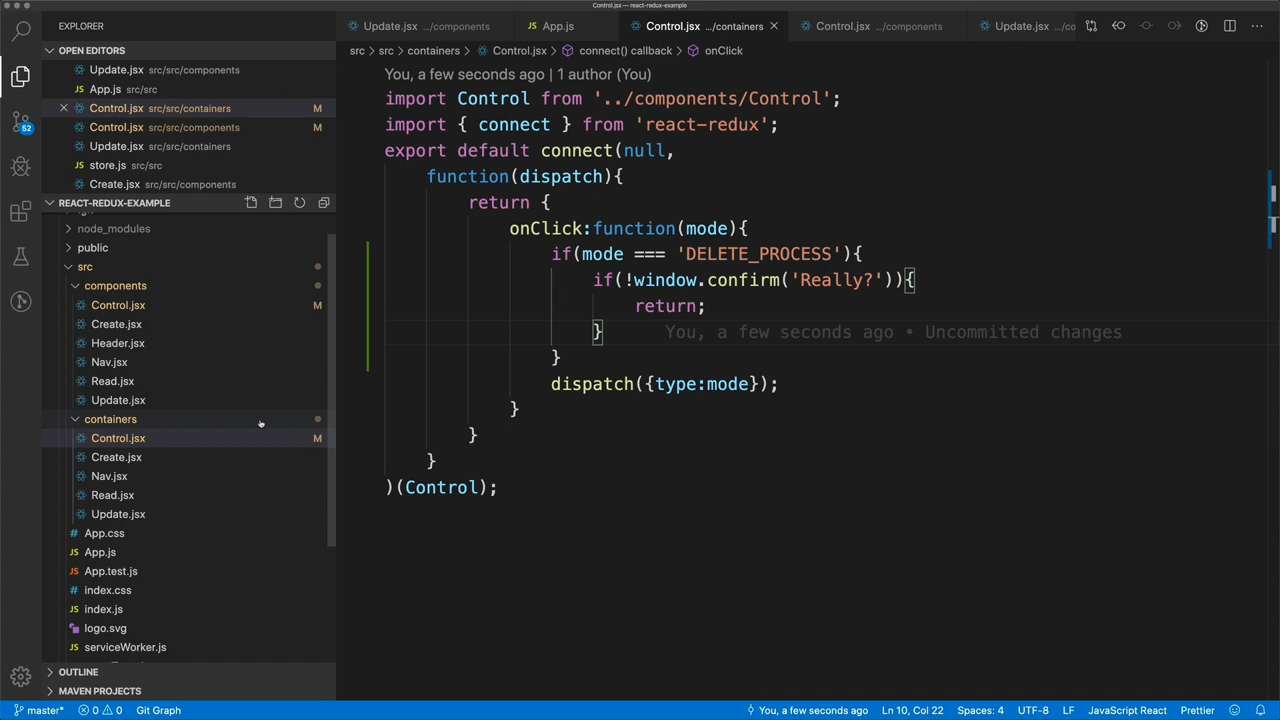 Control.jsx — react-redux-example
EXPLORER
OPEN EDITORS
Update.jsx src/src/components
App.js src/src
Control.jsx src/src/containers M
Control.jsx src/src/components M
Update.jsx src/src/containers
store.js src/src
Create.jsx src/src/components
REACT-REDUX-EXAMPLE
node_modules
public
src
components
Control.jsx M
Create.jsx
Header.jsx
Nav.jsx
Read.jsx
Update.jsx
containers
Control.jsx M
Create.jsx
Nav.jsx
Read.jsx
Update.jsx
App.css
App.js
App.test.js
index.css
index.js
logo.svg
serviceWorker.js
OUTLINE
MAVEN PROJECTS
52
Update.jsx .../components App.js Control.jsx .../containers Control.jsx .../components Update.jsx .../co
src > src > containers > Control.jsx > connect() callback > onClick
You, a few seconds ago | 1 author (You)
import Control from '../components/Control';
import { connect } from 'react-redux';
export default connect(null,
function(dispatch){
return {
onClick:function(mode){
if(mode === 'DELETE_PROCESS'){
if(!window.confirm('Really?')){
return;
} You, a few seconds ago • Uncommitted changes
}
dispatch({type:mode});
}
}
}
)(Control);
master* 0 0 Git Graph You, a few seconds ago Ln 10, Col 22 Spaces: 4 UTF-8 LF JavaScript React Prettier